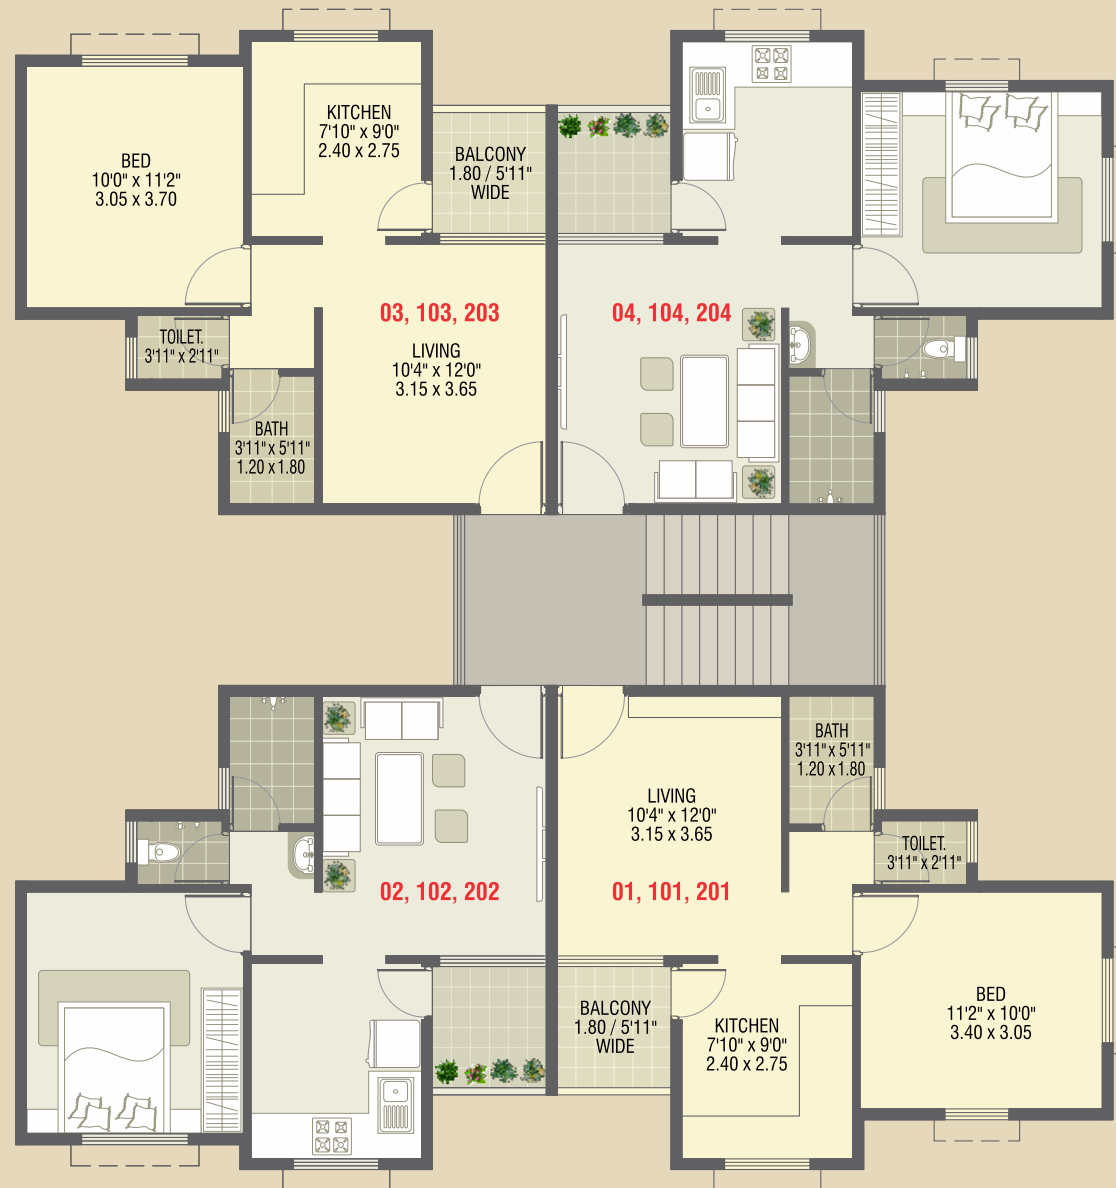 KITCHEN
7'10" x 9'0"
2.40 x 2.75
BED
10'0" x 11'2"
3.05 x 3.70
BALCONY
1.80 / 5'11"
WIDE
03, 103, 203
04, 104, 204
TOILET.
3'11" x 2'11"
LIVING
10'4" x 12'0"
3.15 x 3.65
BATH
3'11" x 5'11"
1.20 x 1.80
BATH
3'11" x 5'11"
1.20 x 1.80
LIVING
10'4" x 12'0"
3.15 x 3.65
TOILET.
3'11" x 2'11"
02, 102, 202
01, 101, 201
BED
11'2" x 10'0"
3.40 x 3.05
BALCONY
1.80 / 5'11"
WIDE
KITCHEN
7'10" x 9'0"
2.40 x 2.75